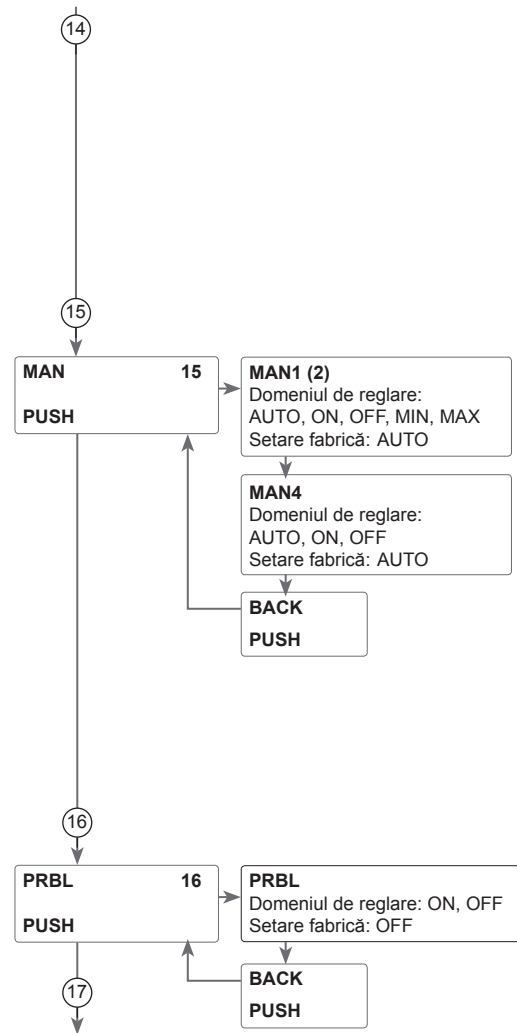 14
15
MAN 15
PUSH
MAN1 (2)
Domeniul de reglare:
AUTO, ON, OFF, MIN, MAX
Setare fabrică: AUTO
MAN4
Domeniul de reglare:
AUTO, ON, OFF
Setare fabrică: AUTO
BACK
PUSH
16
PRBL 16
PUSH
PRBL
Domeniul de reglare: ON, OFF
Setare fabrică: OFF
BACK
PUSH
17